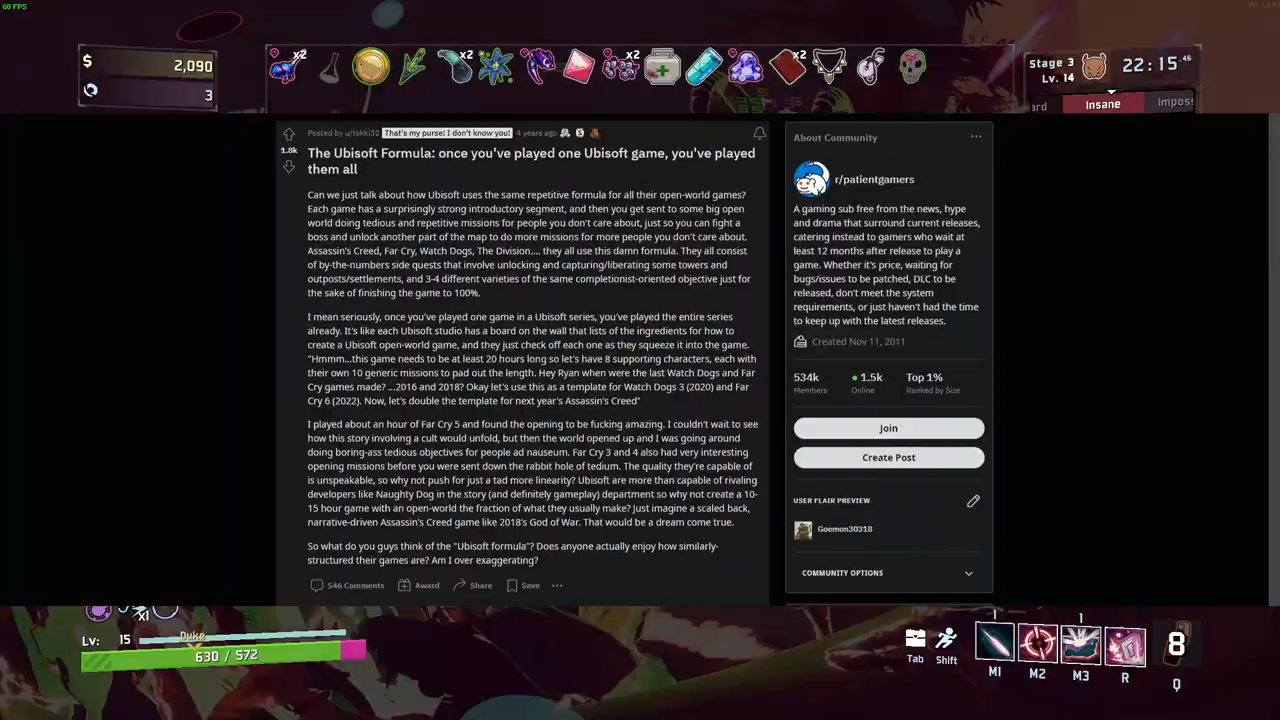 60 FPS
$ 2,090
3
x2
x2
x2
x2
Stage 3
Lv. 14
22:15.46
ard Insane Impos
Posted by u/tokki32 That's my purse! I don't know you! 4 years ago
1.8k
The Ubisoft Formula: once you've played one Ubisoft game, you've played
them all
Can we just talk about how Ubisoft uses the same repetitive formula for all their open-world games?
Each game has a surprisingly strong introductory segment, and then you get sent to some big open
world doing tedious and repetitive missions for people you don't care about, just so you can fight a
boss and unlock another part of the map to do more missions for more people you don't care about.
Assassin's Creed, Far Cry, Watch Dogs, The Division.... they all use this damn formula. They all consist
of by-the-numbers side quests that involve unlocking and capturing/liberating some towers and
outposts/settlements, and 3-4 different varieties of the same completionist-oriented objective just for
the sake of finishing the game to 100%.
I mean seriously, once you've played one game in a Ubisoft series, you've played the entire series
already. It's like each Ubisoft studio has a board on the wall that lists of the ingredients for how to
create a Ubisoft open-world game, and they just check off each one as they squeeze it into the game.
"Hmmm...this game needs to be at least 20 hours long so let's have 8 supporting characters, each with
their own 10 generic missions to pad out the length. Hey Ryan when were the last Watch Dogs and Far
Cry games made? ...2016 and 2018? Okay let's use this as a template for Watch Dogs 3 (2020) and Far
Cry 6 (2022). Now, let's double the template for next year's Assassin's Creed"
I played about an hour of Far Cry 5 and found the opening to be fucking amazing. I couldn't wait to see
how this story involving a cult would unfold, but then the world opened up and I was going around
doing boring-ass tedious objectives for people ad nauseum. Far Cry 3 and 4 also had very interesting
opening missions before you were sent down the rabbit hole of tedium. The quality they're capable of
is unspeakable, so why not push for just a tad more linearity? Ubisoft are more than capable of rivaling
developers like Naughty Dog in the story (and definitely gameplay) department so why not create a 10-
15 hour game with an open-world the fraction of what they usually make? Just imagine a scaled back,
narrative-driven Assassin's Creed game like 2018's God of War. That would be a dream come true.
So what do you guys think of the "Ubisoft formula"? Does anyone actually enjoy how similarly-
structured their games are? Am I over exaggerating?
546 Comments Award Share Save
About Community
r/patientgamers
A gaming sub free from the news, hype
and drama that surround current releases,
catering instead to gamers who wait at
least 12 months after release to play a
game. Whether it's price, waiting for
bugs/issues to be patched, DLC to be
released, don't meet the system
requirements, or just haven't had the time
to keep up with the latest releases.
Created Nov 11, 2011
534k 1.5k Top 1%
Members Online Ranked by Size
Join
Create Post
USER FLAIR PREVIEW
Goemon30318
COMMUNITY OPTIONS
x1
Lv: 15 Duke
630 / 572
Tab Shift
1 1
M1 M2 M3 R Q
8